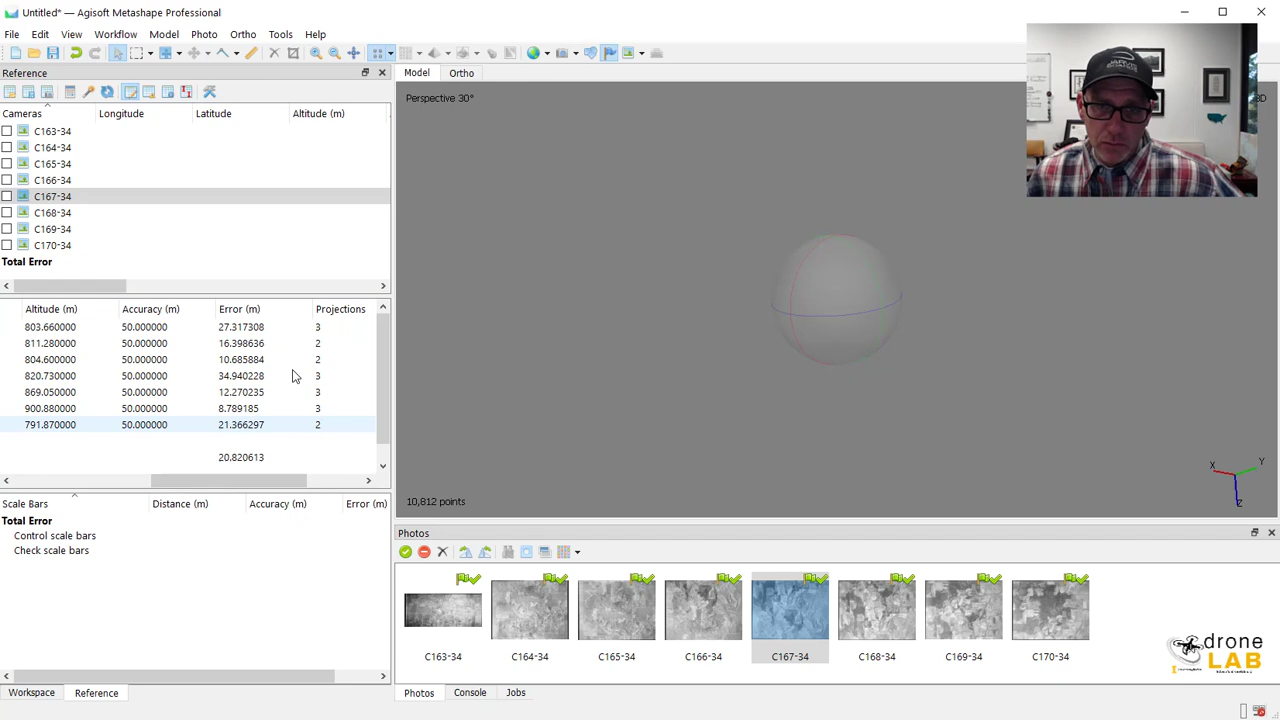 Untitled* — Agisoft Metashape Professional
File Edit View Workflow Model Photo Ortho Tools Help
Reference
Model Ortho
Perspective 30°
Cameras Longitude Latitude Altitude (m)
C163-34
C164-34
C165-34
C166-34
C167-34
C168-34
C169-34
C170-34
Total Error
Altitude (m) Accuracy (m) Error (m) Projections
803.660000 50.000000 27.317308 3
811.280000 50.000000 16.398636 2
804.600000 50.000000 10.685884 2
820.730000 50.000000 34.940228 3
869.050000 50.000000 12.270235 3
900.880000 50.000000 8.789185 3
791.870000 50.000000 21.366297 2
20.820613
Scale Bars Distance (m) Accuracy (m) Error (m)
Total Error
Control scale bars
Check scale bars
Workspace Reference
X Y Z
10,812 points
Photos
C163-34 C164-34 C165-34 C166-34 C167-34 C168-34 C169-34 C170-34
drone
LAB
Photos Console Jobs